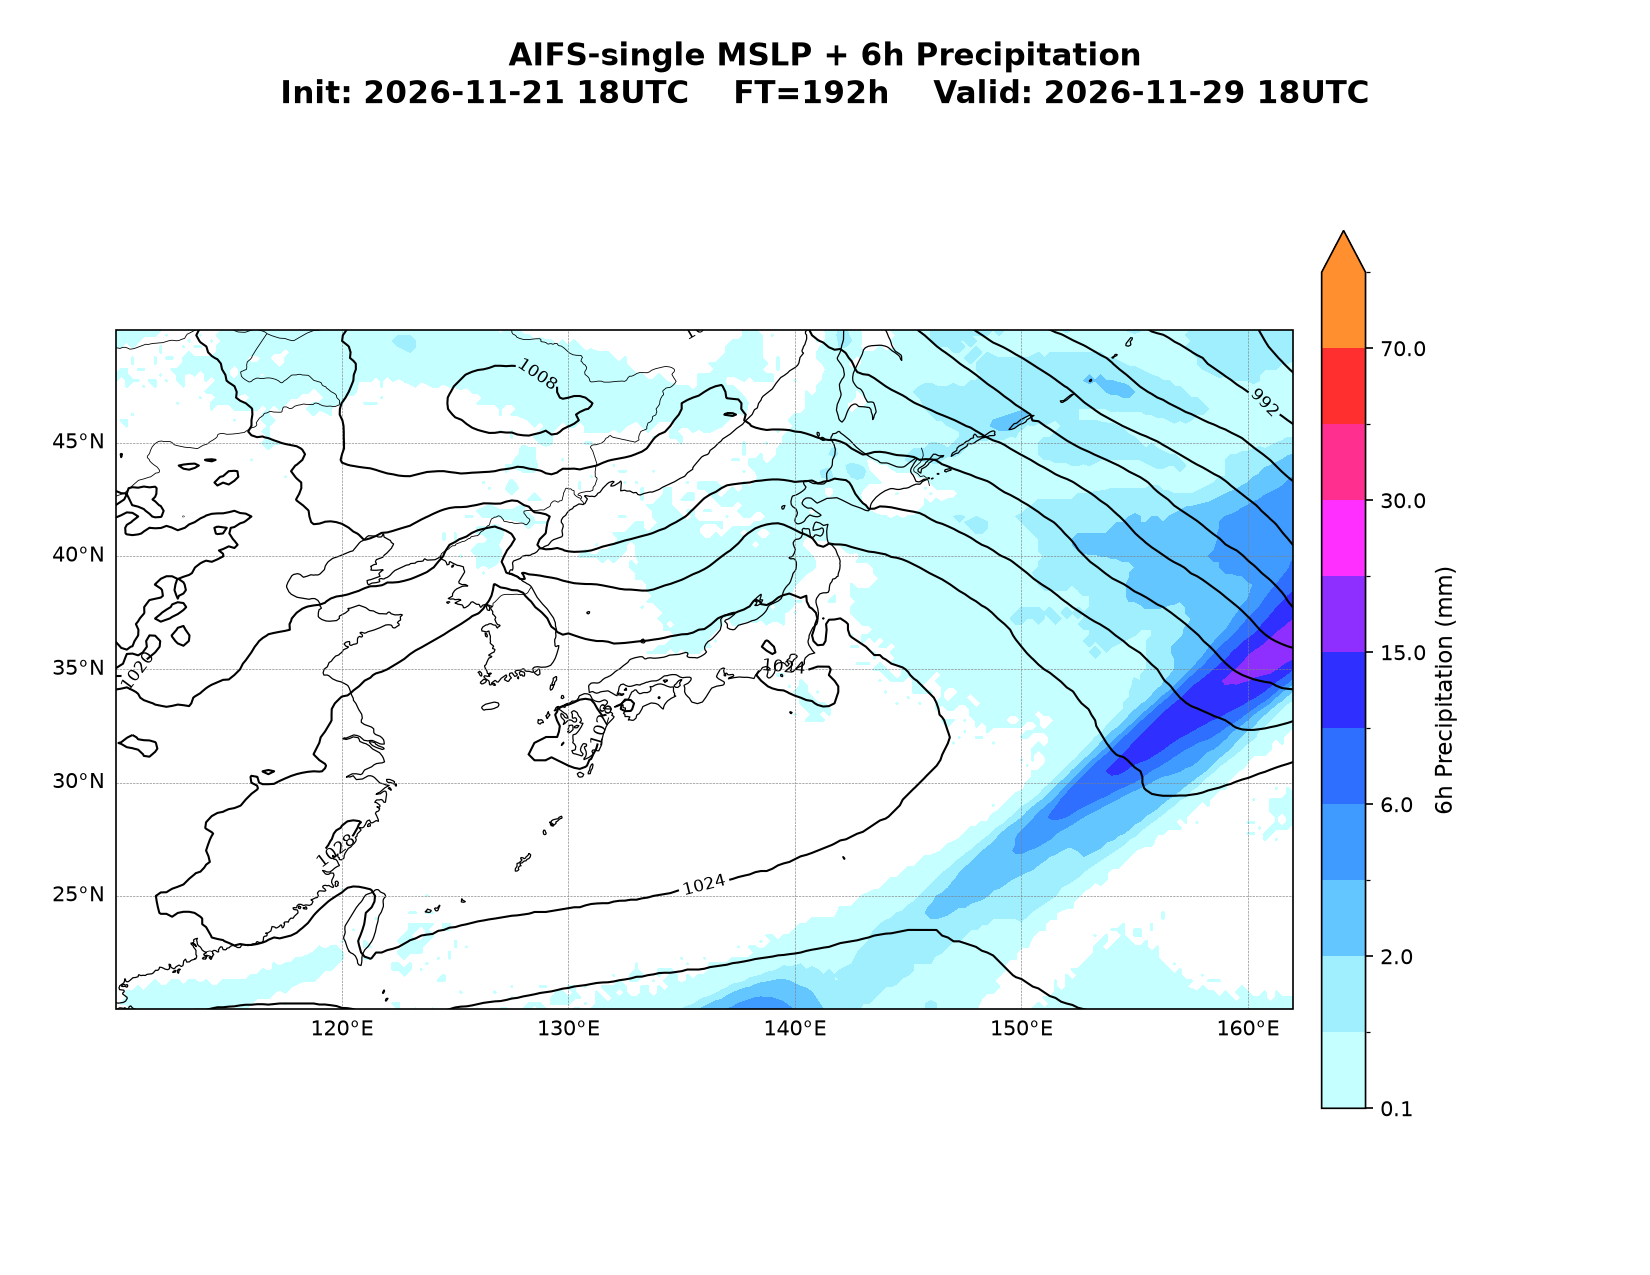 AIFS-single MSLP + 6h Precipitation
Init: 2026-11-21 18UTC    FT=192h    Valid: 2026-11-29 18UTC
70.0
30.0
15.0
6.0
2.0
0.1
6h Precipitation (mm)
45°N
40°N
35°N
30°N
25°N
120°E
130°E
140°E
150°E
160°E
1008
992
1020
1024
1028
1028
1024